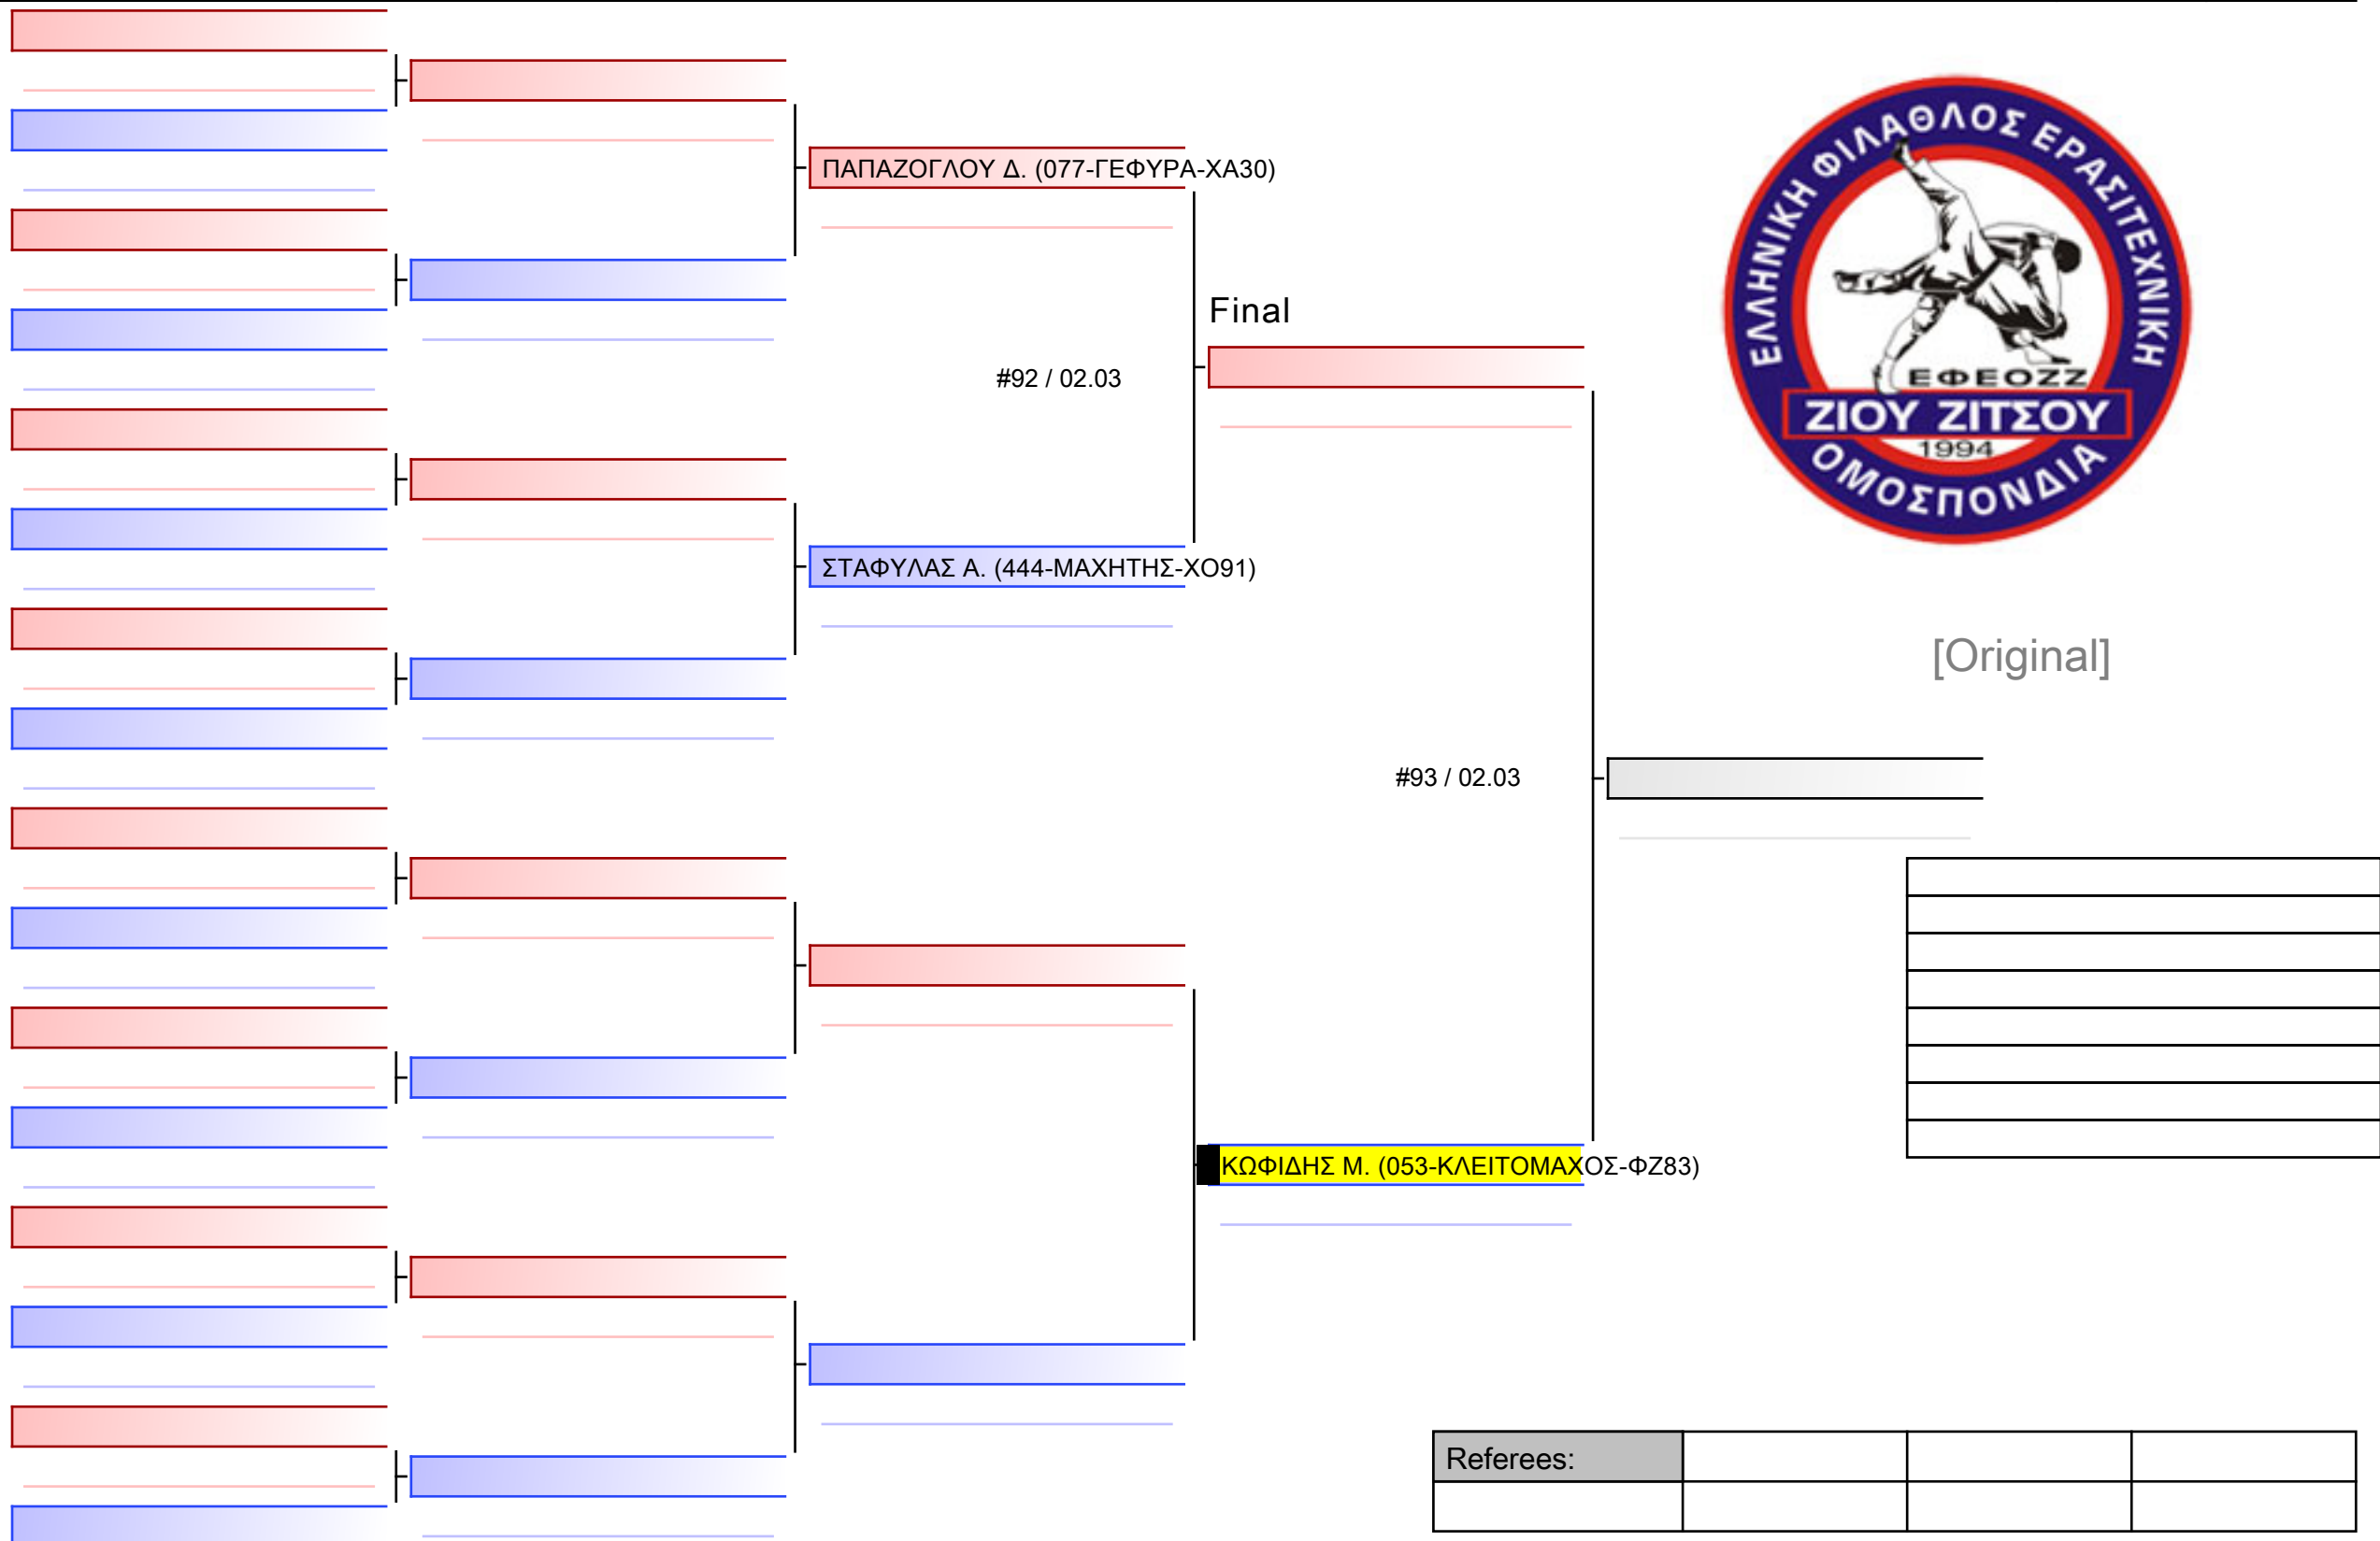 ΠΑΠΑΖΟΓΛΟΥ Δ. (077-ΓΕΦΥΡΑ-ΧΑ30)
Final
#92 / 02.03
ΣΤΑΦΥΛΑΣ Α. (444-ΜΑΧΗΤΗΣ-ΧΟ91)
ΕΛΛΗΝΙΚΗ ΦΙΛΑΘΛΟΣ ΕΡΑΣΙΤΕΧΝΙΚΗ
ΕΦΕΟΖΖ
ΖΙΟΥ ΖΙΤΣΟΥ
1994
ΟΜΟΣΠΟΝΔΙΑ
[Original]
#93 / 02.03
ΚΩΦΙΔΗΣ Μ. (053-ΚΛΕΙΤΟΜΑΧΟΣ-ΦΖ83)
Referees: